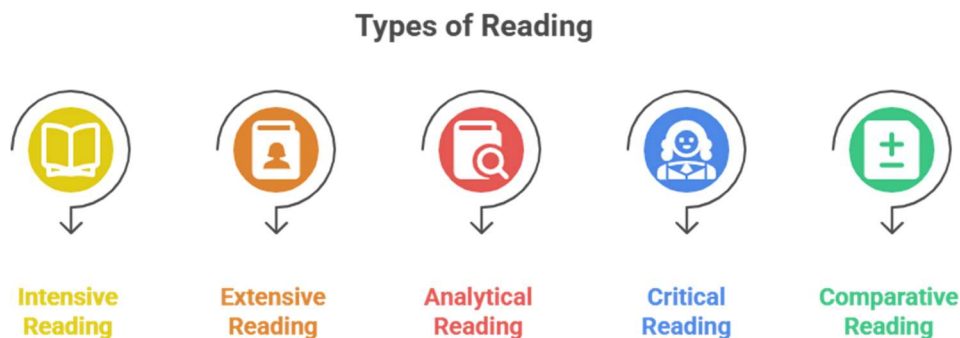 Types of Reading
Intensive
Reading
Extensive
Reading
Analytical
Reading
Critical
Reading
Comparative
Reading